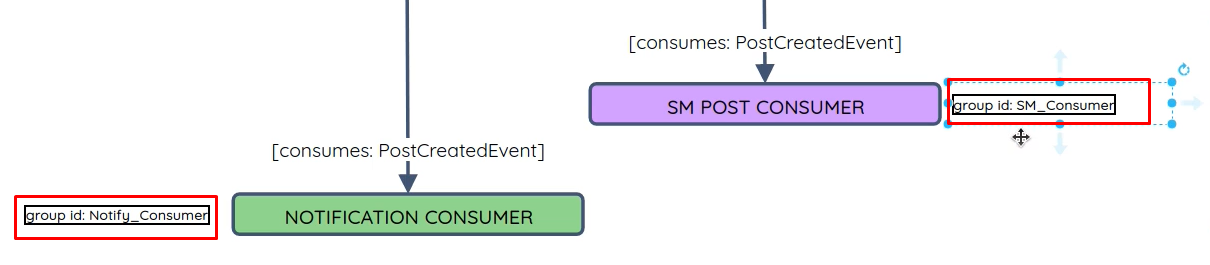 [consumes: PostCreatedEvent]
SM POST CONSUMER
group id: SM_Consumer
[consumes: PostCreatedEvent]
group id: Notify_Consumer
NOTIFICATION CONSUMER